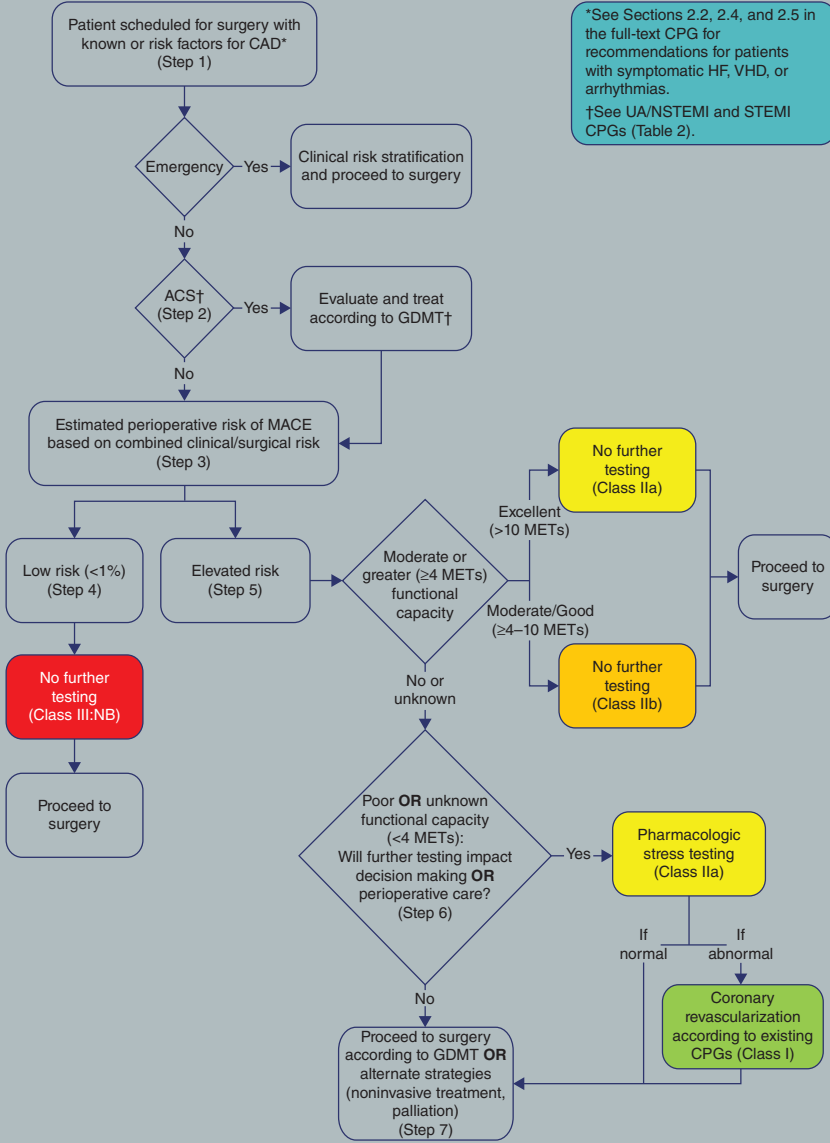 Patient scheduled for surgery with
known or risk factors for CAD*
(Step 1)
*See Sections 2.2, 2.4, and 2.5 in
the full-text CPG for
recommendations for patients
with symptomatic HF, VHD, or
arrhythmias.
†See UA/NSTEMI and STEMI
CPGs (Table 2).
Emergency
Yes
Clinical risk stratification
and proceed to surgery
No
ACS†
(Step 2)
Yes
Evaluate and treat
according to GDMT†
No
Estimated perioperative risk of MACE
based on combined clinical/surgical risk
(Step 3)
Low risk (<1%)
(Step 4)
Elevated risk
(Step 5)
No further
testing
(Class III:NB)
Proceed to
surgery
Moderate or
greater (≥4 METs)
functional
capacity
Excellent
(>10 METs)
No further
testing
(Class IIa)
Moderate/Good
(≥4–10 METs)
No further
testing
(Class IIb)
Proceed to
surgery
No or
unknown
Poor OR unknown
functional capacity
(<4 METs):
Will further testing impact
decision making OR
perioperative care?
(Step 6)
Yes
Pharmacologic
stress testing
(Class IIa)
If
normal
If
abnormal
Coronary
revascularization
according to existing
CPGs (Class I)
No
Proceed to surgery
according to GDMT OR
alternate strategies
(noninvasive treatment,
palliation)
(Step 7)